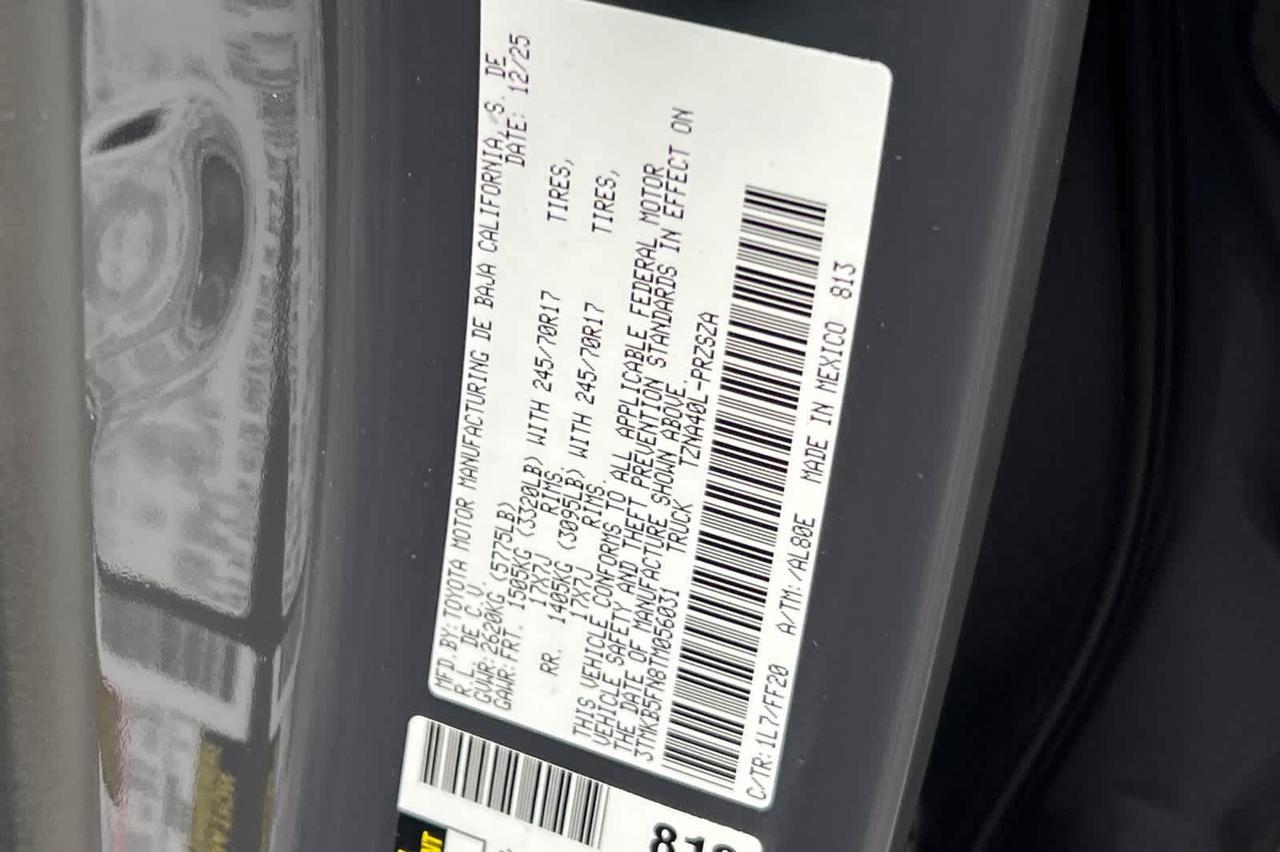 MFD.BY:TOYOTA MOTOR MANUFACTURING DE BAJA CALIFORNIA, S. DE
R.L. DE C.V. DATE: 12/25
GVWR:2620KG (5775LB)
GAWR:FRT. 1505KG (3320LB) WITH 245/70R17 TIRES,
17X7J RIMS,
RR. 1405KG (3095LB) WITH 245/70R17 TIRES,
17X7J RIMS.
THIS VEHICLE CONFORMS TO ALL APPLICABLE FEDERAL MOTOR
VEHICLE SAFETY AND THEFT PREVENTION STANDARDS IN EFFECT ON
THE DATE OF MANUFACTURE SHOWN ABOVE.
3TMKB5FN8TM056031 TRUCK TZNA40L-PRZSZA
C/TR:1L7/FF20 A/TM:/AL80E MADE IN MEXICO 813